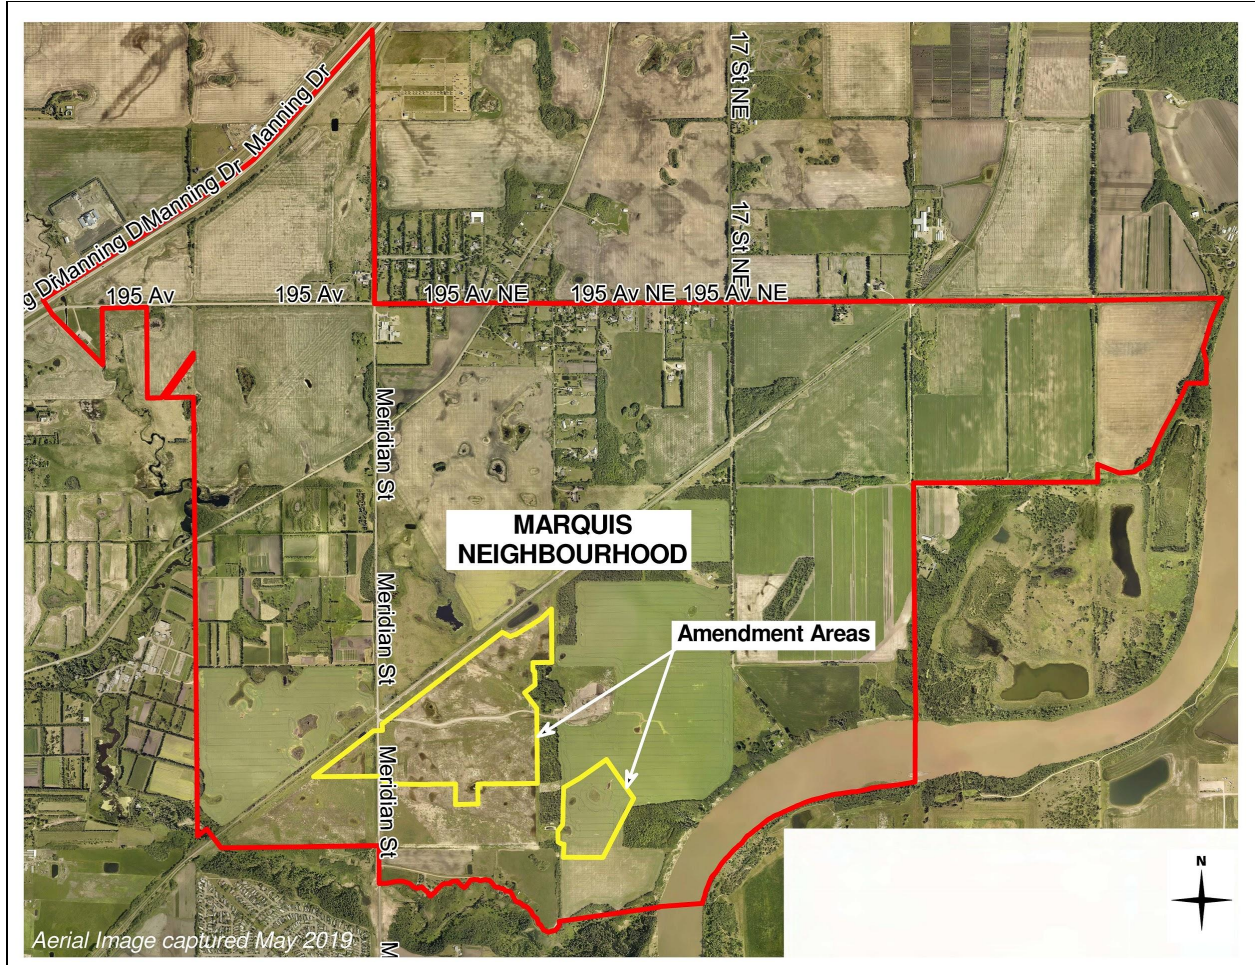 17 St NE
Manning Dr
Manning Dr
Manning D
g Dr
17 St NE
195 Av
195 Av
195 Av NE
195 Av NE
195 Av NE
Meridian St
MARQUIS
NEIGHBOURHOOD
Meridian St
Amendment Areas
Meridian St
N
Aerial Image captured May 2019
M